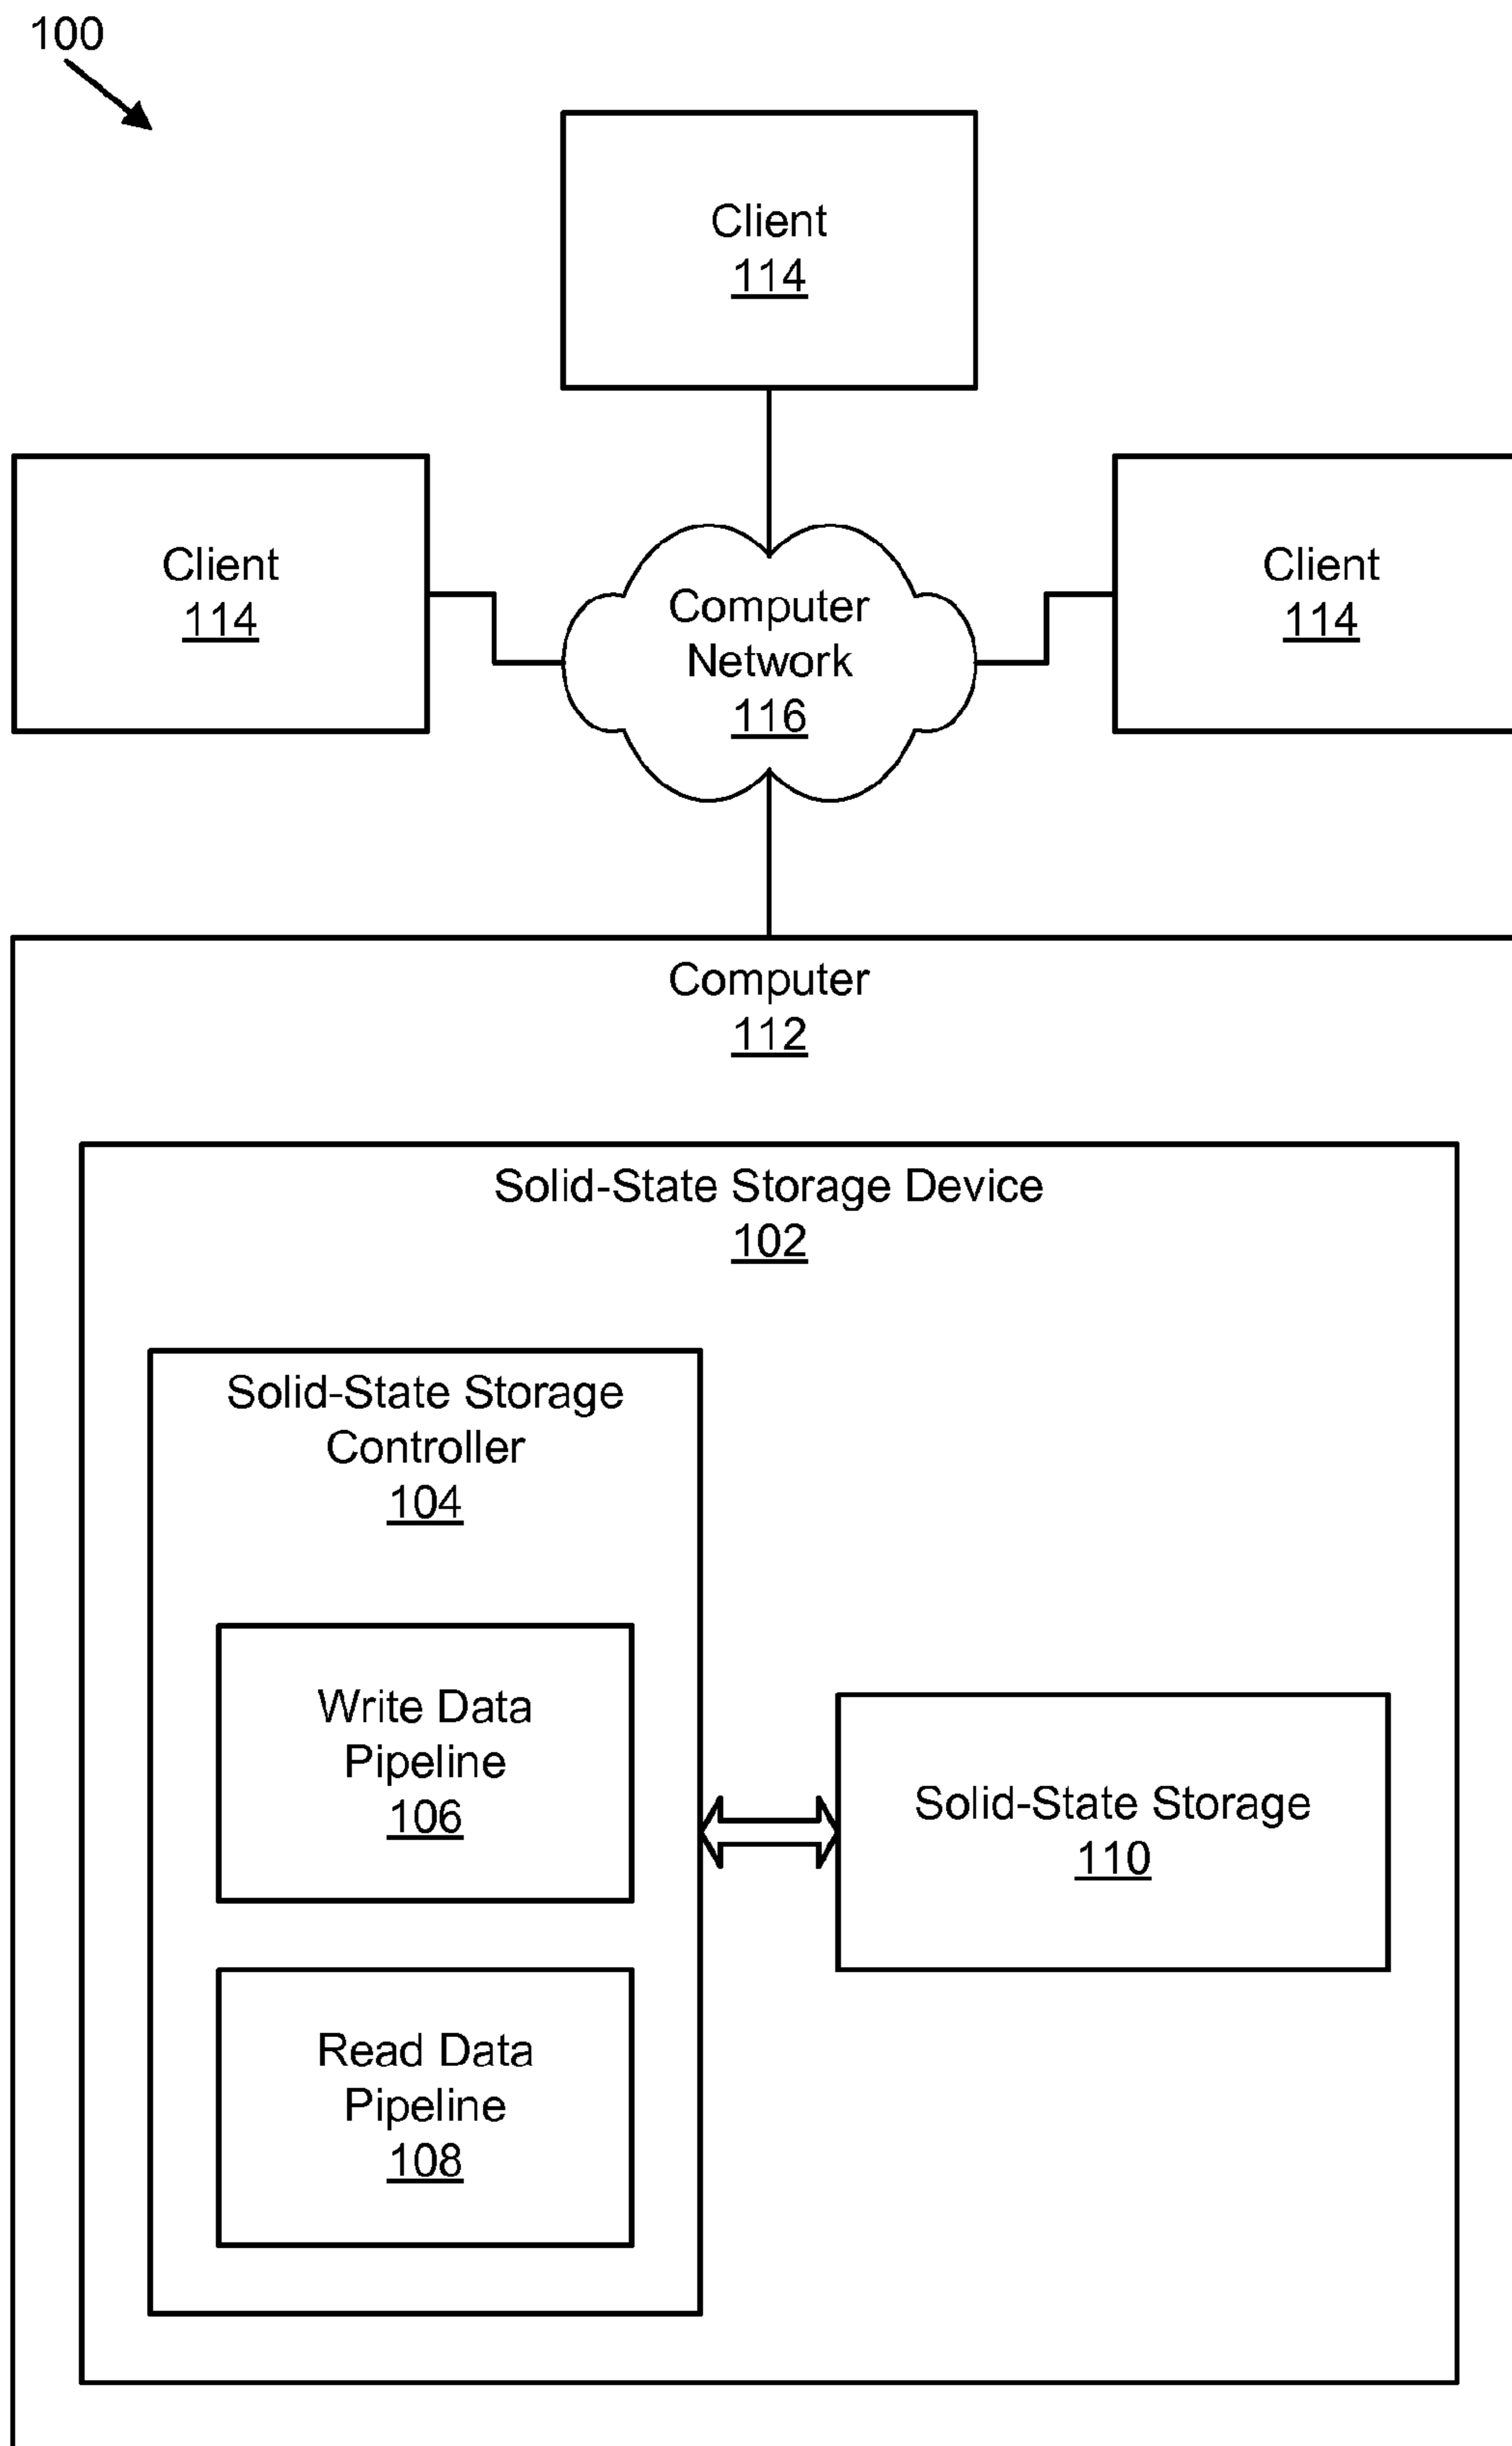 100
Client
114
Client
114
Computer
Network
116
Client
114
Computer
112
Solid-State Storage Device
102
Solid-State Storage
Controller
104
Write Data
Pipeline
106
Solid-State Storage
110
Read Data
Pipeline
108